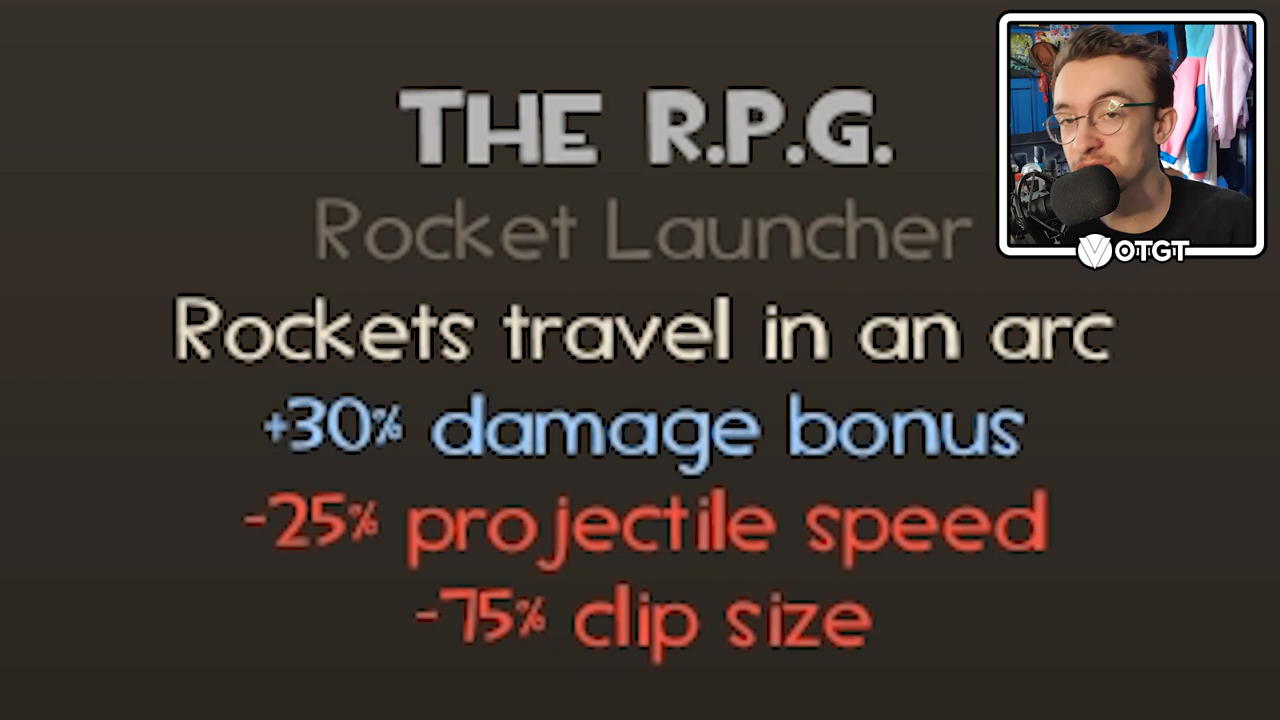 THE R.P.G.
Rocket Launcher
Rockets travel in an arc
+30% damage bonus
-25% projectile speed
-75% clip size
OTGT